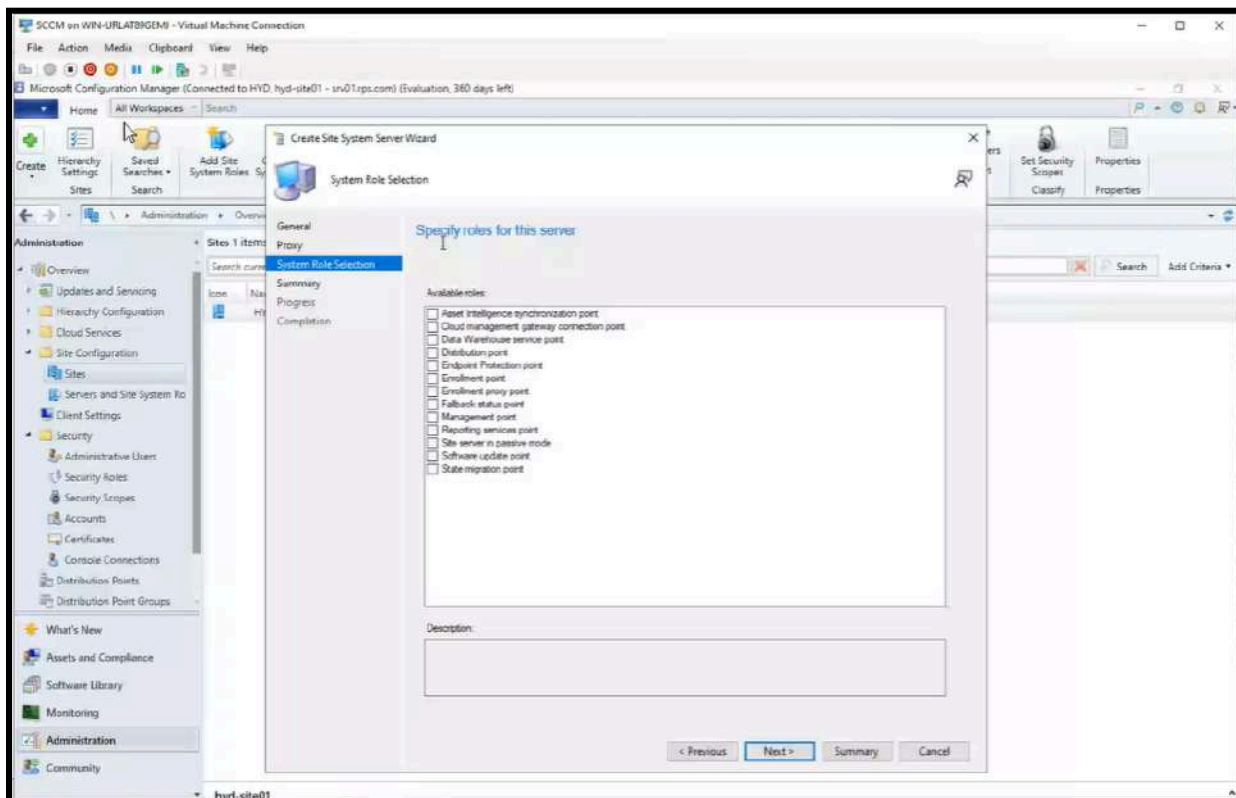 SCCM on WIN-URLAT89GEMI - Virtual Machine Connection
File Action Media Clipboard View Help
Microsoft Configuration Manager (Connected to HYD, hyd-site01 - srv01.rps.com) (Evaluation, 360 days left)
Home All Workspaces Search
Create
Hierarchy Settings
Saved Searches
Add Site System Roles
Sites Search
Set Security Scopes
Properties
Classify Properties
Create Site System Server Wizard
System Role Selection
\ Administration Overvi
Administration
Overview
Updates and Servicing
Hierarchy Configuration
Cloud Services
Site Configuration
Sites
Servers and Site System Ro
Client Settings
Security
Administrative Users
Security Roles
Security Scopes
Accounts
Certificates
Console Connections
Distribution Points
Distribution Point Groups
What's New
Assets and Compliance
Software Library
Monitoring
Administration
Community
Sites 1 items
Search curre
Icon Na
Search Add Criteria
General
Proxy
System Role Selection
Summary
Progress
Completion
Specify roles for this server
Available roles:
Asset Intelligence synchronization point
Cloud management gateway connection point
Data Warehouse service point
Distribution point
Endpoint Protection point
Enrollment point
Enrollment proxy point
Fallback status point
Management point
Reporting services point
Site server in passive mode
Software update point
State migration point
Description:
< Previous Next > Summary Cancel
hyd-site01